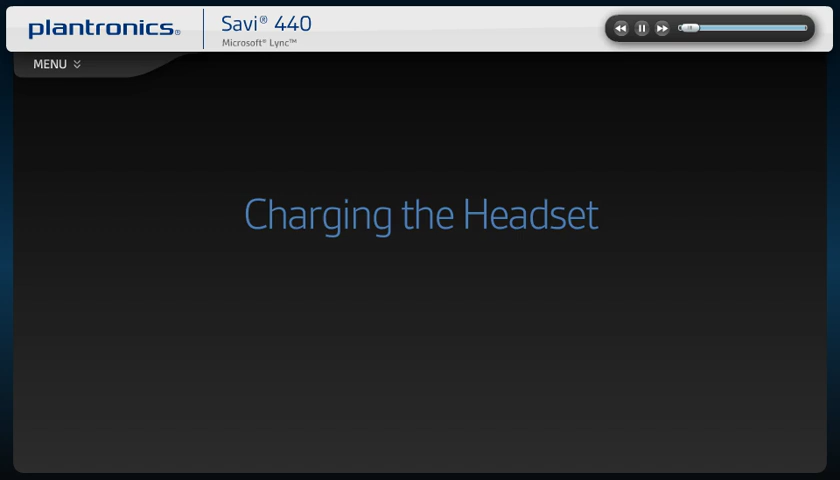 plantronics®
Savi® 440
Microsoft® Lync™
MENU
Charging the Headset